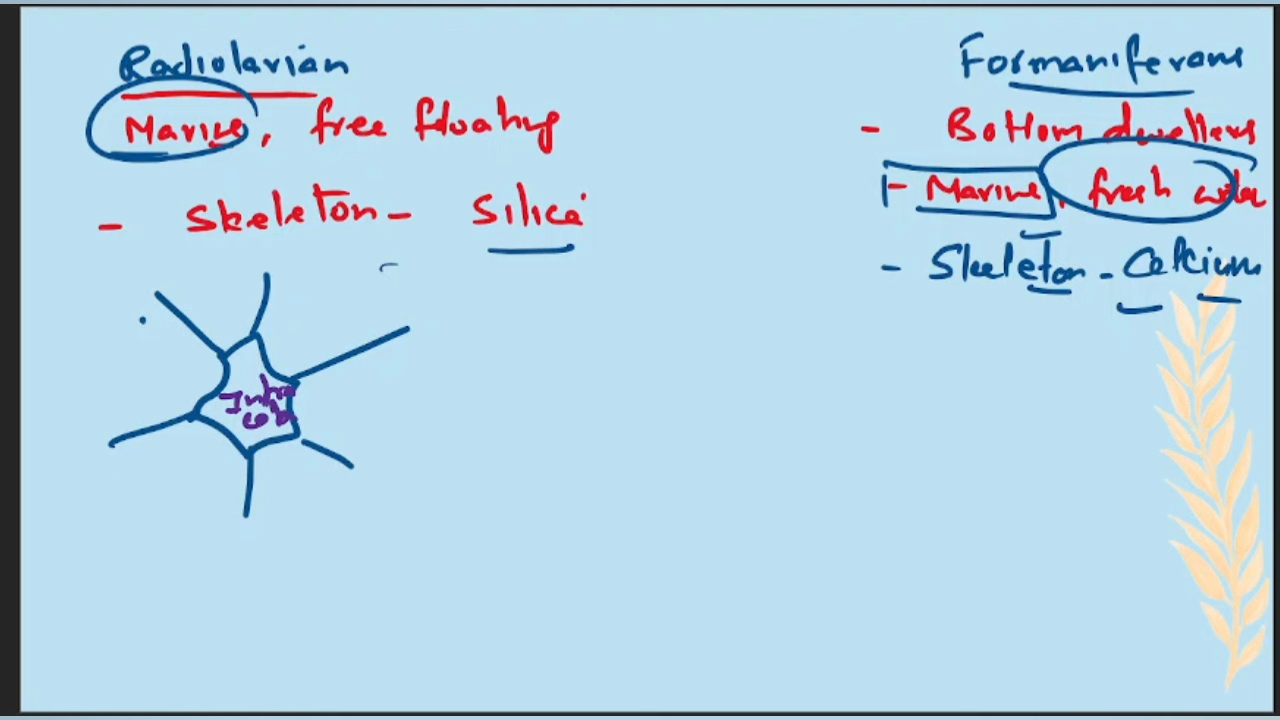 Radiolarian
Marine, free floating
- Skeleton - Silica
Formaniferans
- Bottom dwellers
- Marine, fresh water
- Skeleton - Calcium